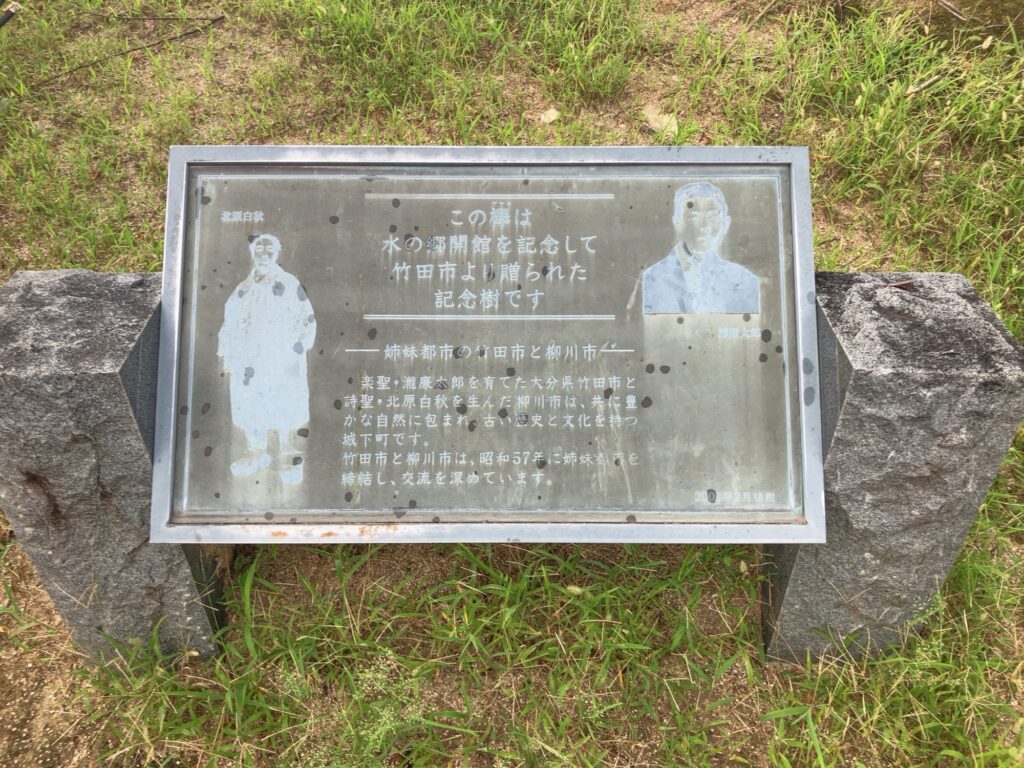 北原白秋
この欅は
ケヤキ
水の郷開館を記念して
竹田市より贈られた
記念樹です
姉妹都市の竹田市と柳川市
楽聖・瀧廉太郎を育てた大分県竹田市と
詩聖・北原白秋を生んだ柳川市は、共に豊
かな自然に包まれ、古い歴史と文化を持つ
城下町です。
竹田市と柳川市は、昭和57年に姉妹都市を
締結し、交流を深めています。